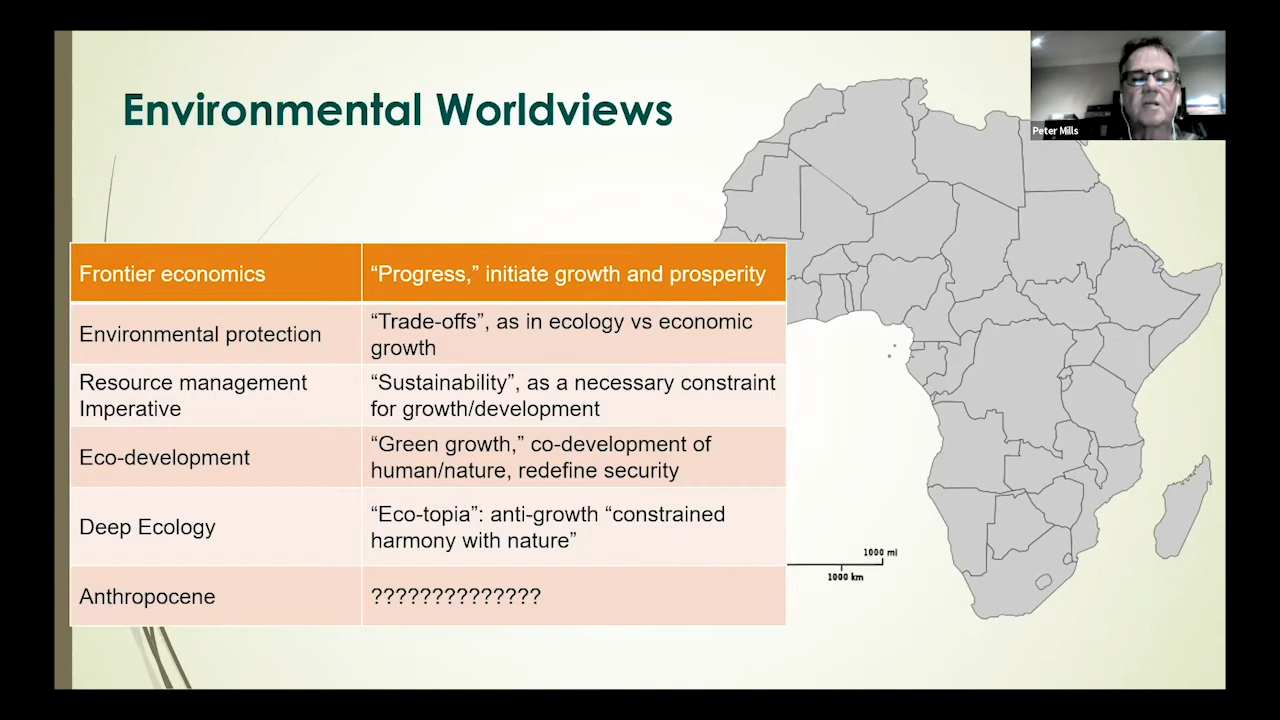 Environmental Worldviews
Peter Mills
Frontier economics
“Progress,” initiate growth and prosperity
Environmental protection
“Trade-offs”, as in ecology vs economic
growth
Resource management
Imperative
“Sustainability”, as a necessary constraint
for growth/development
Eco-development
“Green growth,” co-development of
human/nature, redefine security
Deep Ecology
“Eco-topia”: anti-growth “constrained
harmony with nature”
Anthropocene
??????????????
1000 mi
1000 km